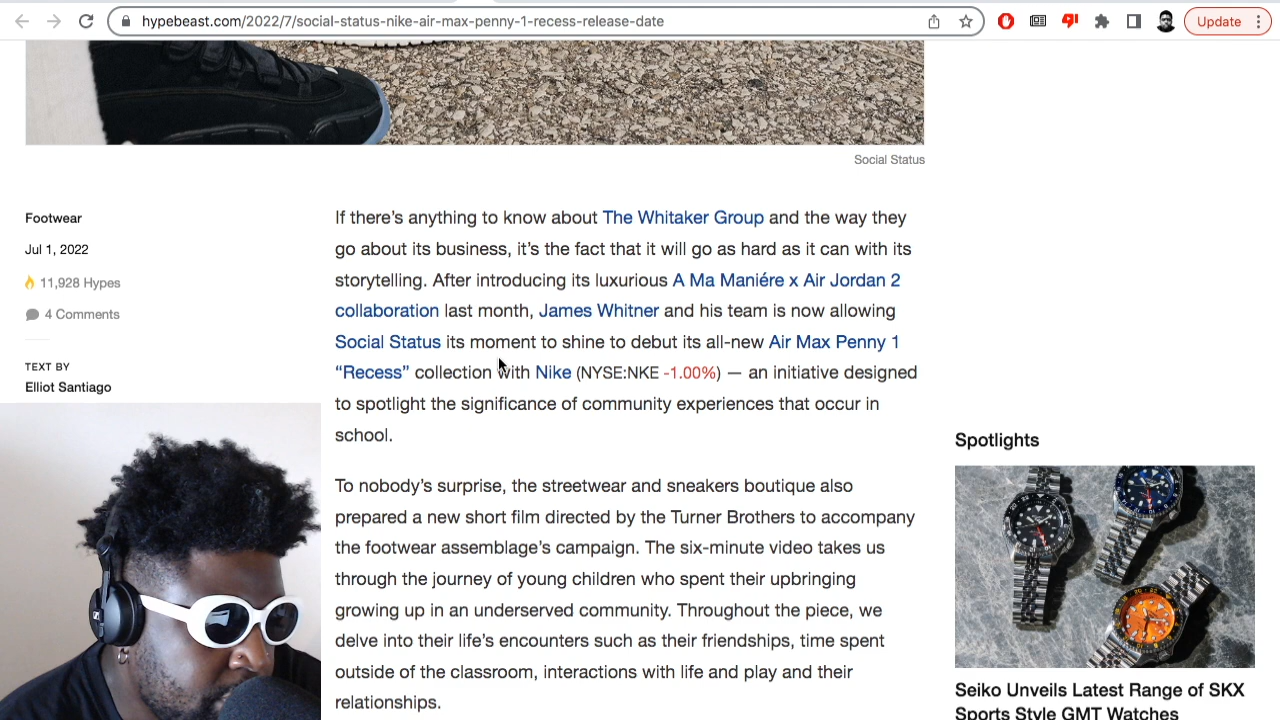 hypebeast.com/2022/7/social-status-nike-air-max-penny-1-recess-release-date
Update
Social Status
Footwear
Jul 1, 2022
11,928 Hypes
4 Comments
TEXT BY
Elliot Santiago
If there's anything to know about The Whitaker Group and the way they
go about its business, it's the fact that it will go as hard as it can with its
storytelling. After introducing its luxurious A Ma Maniére x Air Jordan 2
collaboration last month, James Whitner and his team is now allowing
Social Status its moment to shine to debut its all-new Air Max Penny 1
“Recess” collection with Nike (NYSE:NKE -1.00%) — an initiative designed
to spotlight the significance of community experiences that occur in
school.
To nobody's surprise, the streetwear and sneakers boutique also
prepared a new short film directed by the Turner Brothers to accompany
the footwear assemblage's campaign. The six-minute video takes us
through the journey of young children who spent their upbringing
growing up in an underserved community. Throughout the piece, we
delve into their life's encounters such as their friendships, time spent
outside of the classroom, interactions with life and play and their
relationships.
Spotlights
Seiko Unveils Latest Range of SKX
Sports Style GMT Watches